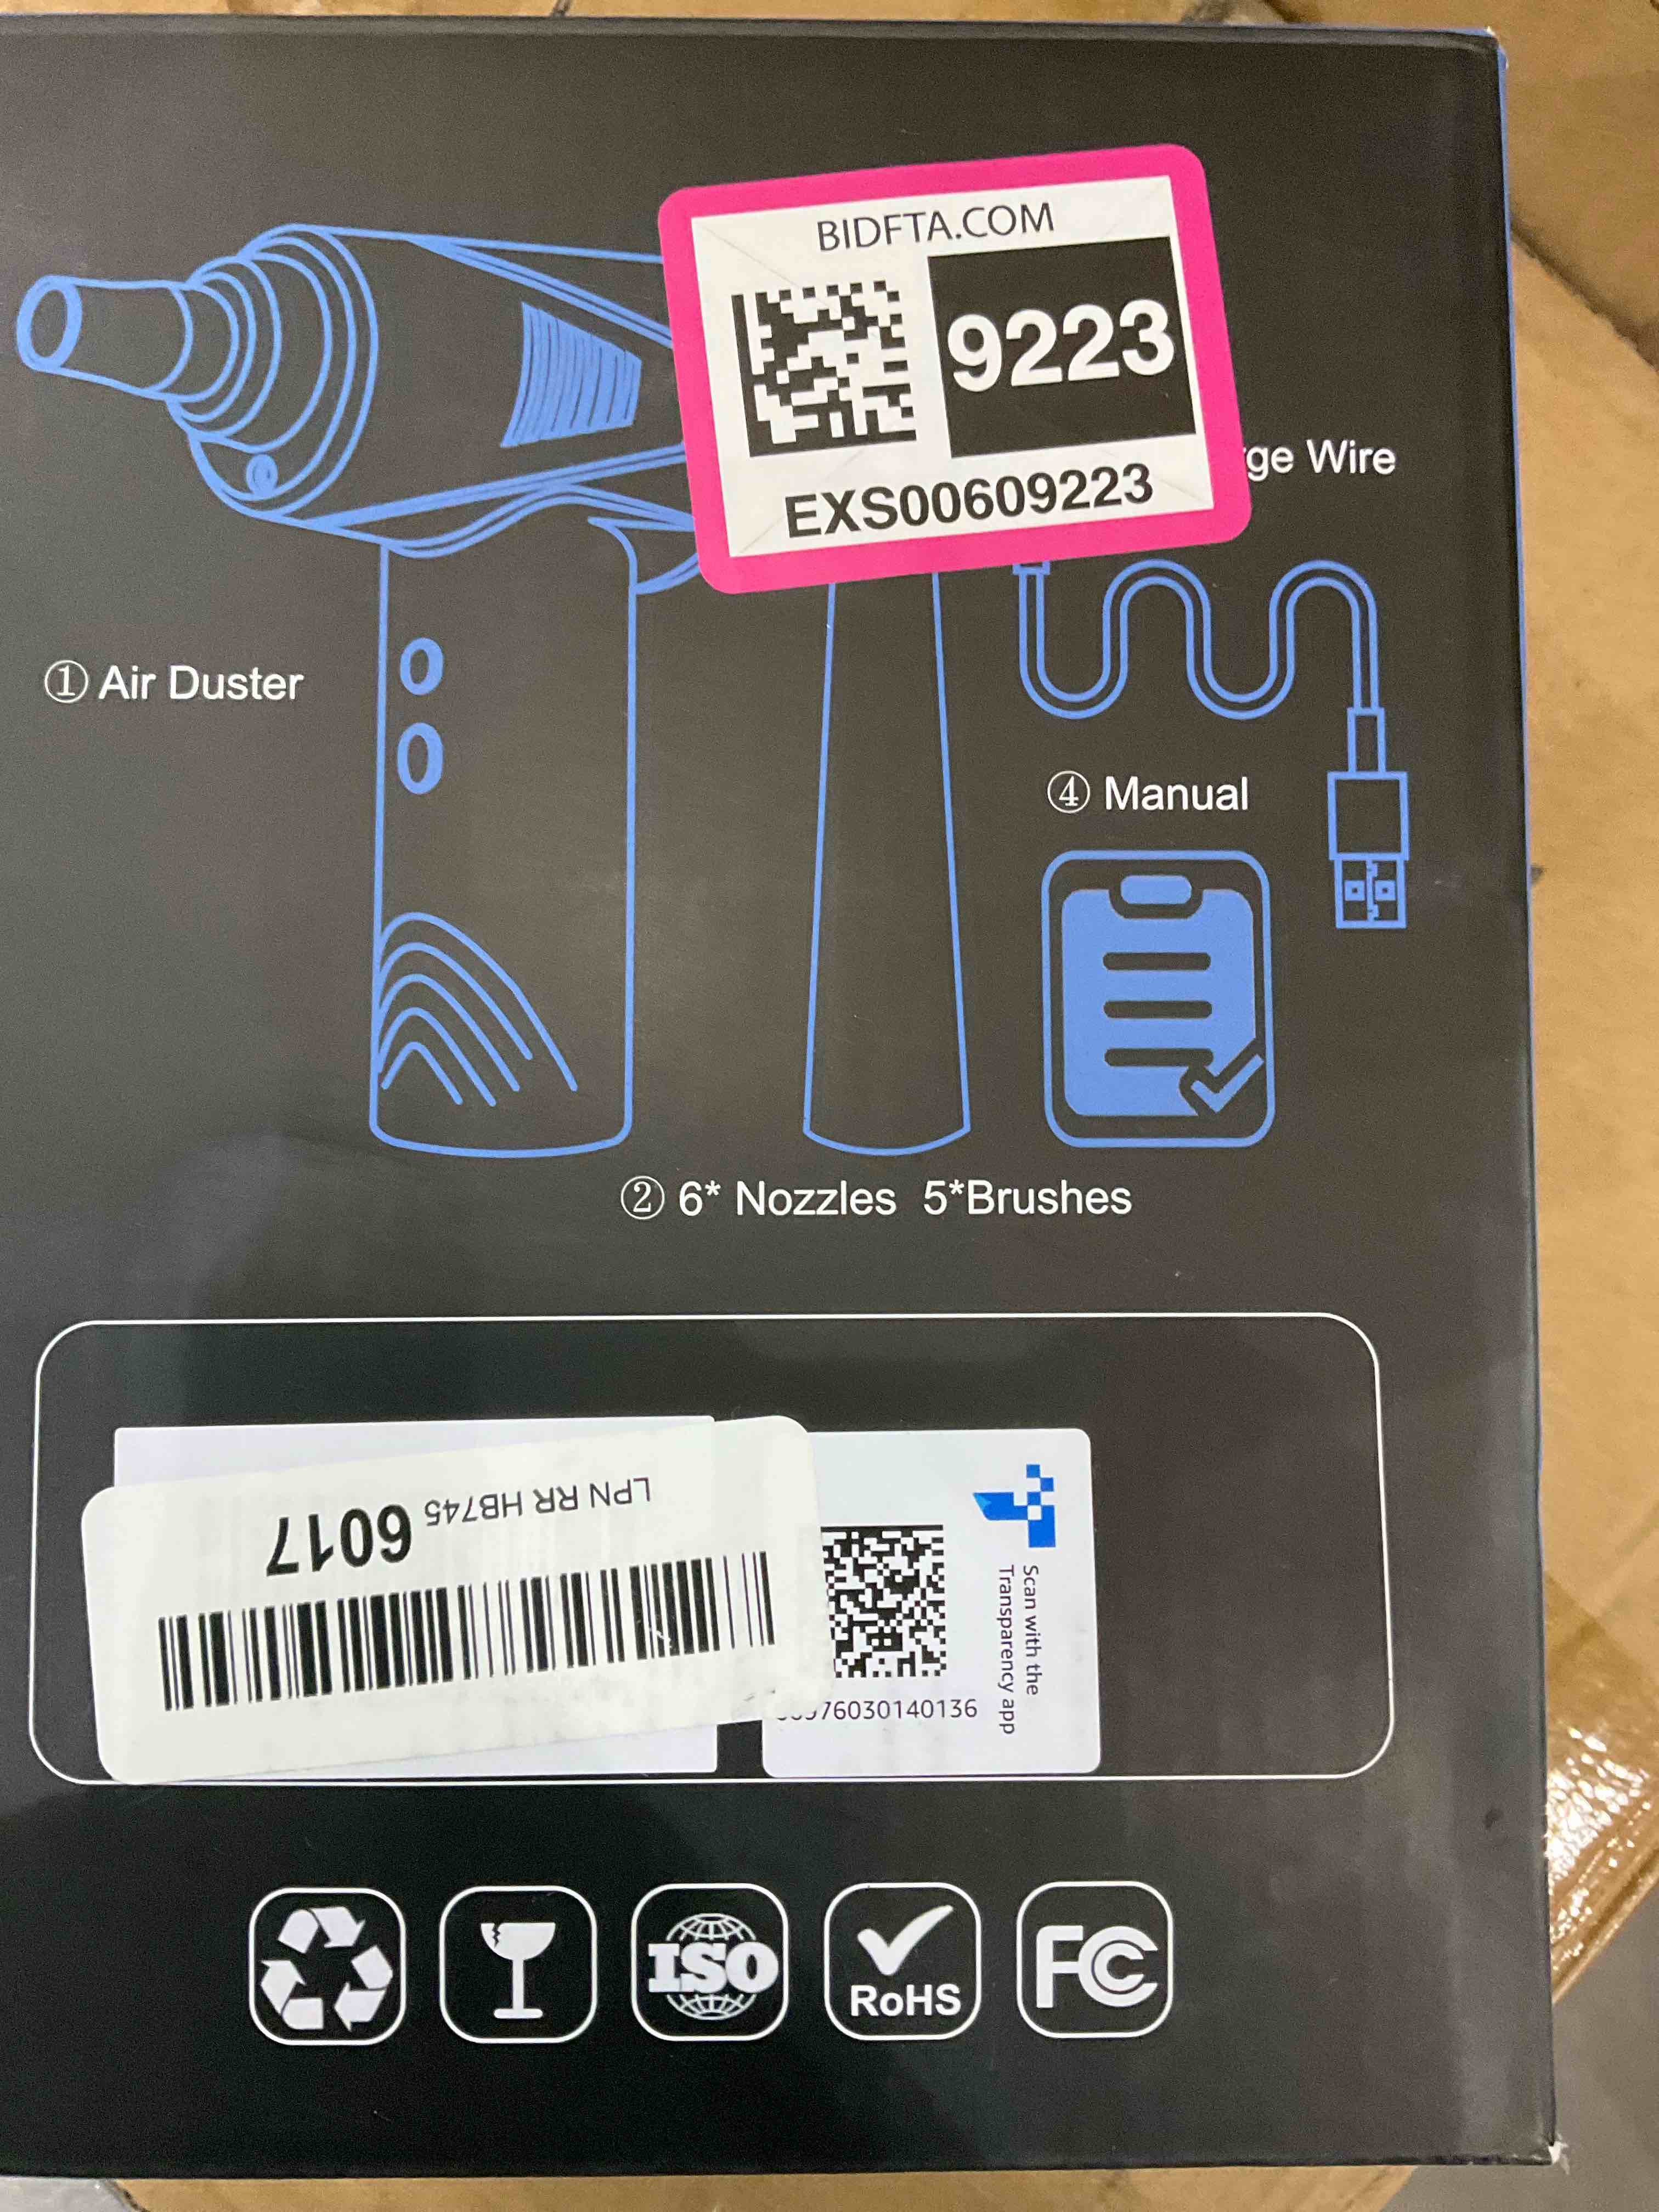 BIDFTA.COM
9223
EXS00609223
ge Wire
① Air Duster
④ Manual
② 6* Nozzles 5*Brushes
LPN RR HB745 6017
Scan with the
Transparency app
76030140136
ISO
RoHS
FC